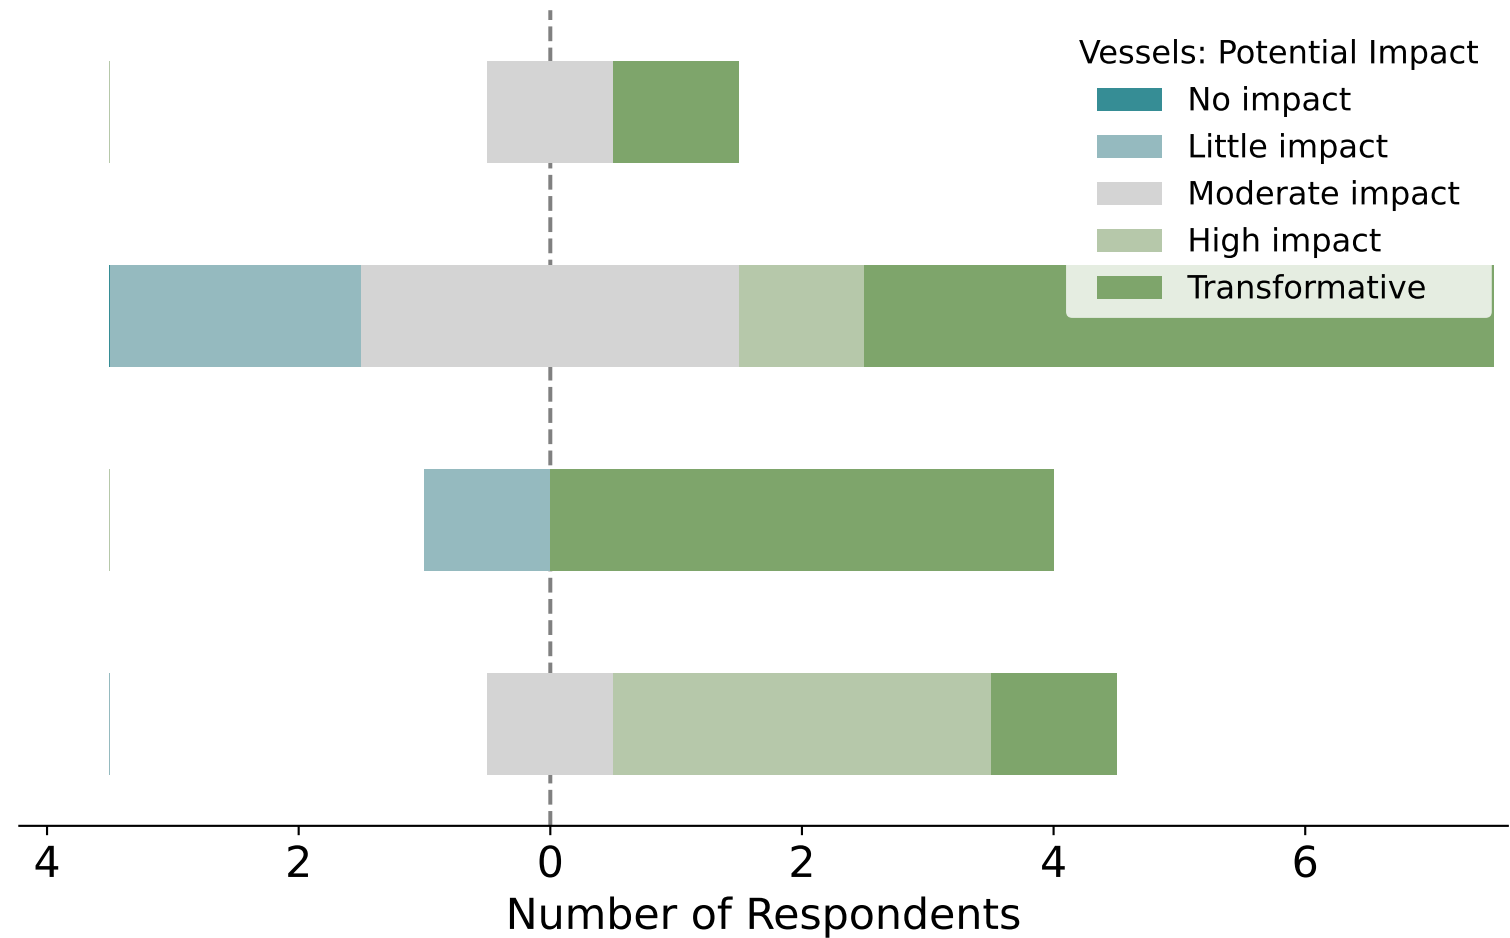 Vessels: Potential Impact
No impact
Little impact
Moderate impact
High impact
Transformative
4 2 0 2 4 6
Number of Respondents